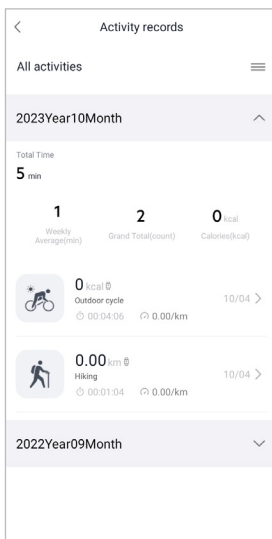 Activity records
All activities
2023Year10Month
Total Time
5 min
1
Weekly
Average(min)
2
Grand Total(count)
0 kcal
Calories(kcal)
0 kcal
Outdoor cycle
00:04:06 0.00/km
10/04
0.00 km
Hiking
00:01:04 0.00/km
10/04
2022Year09Month